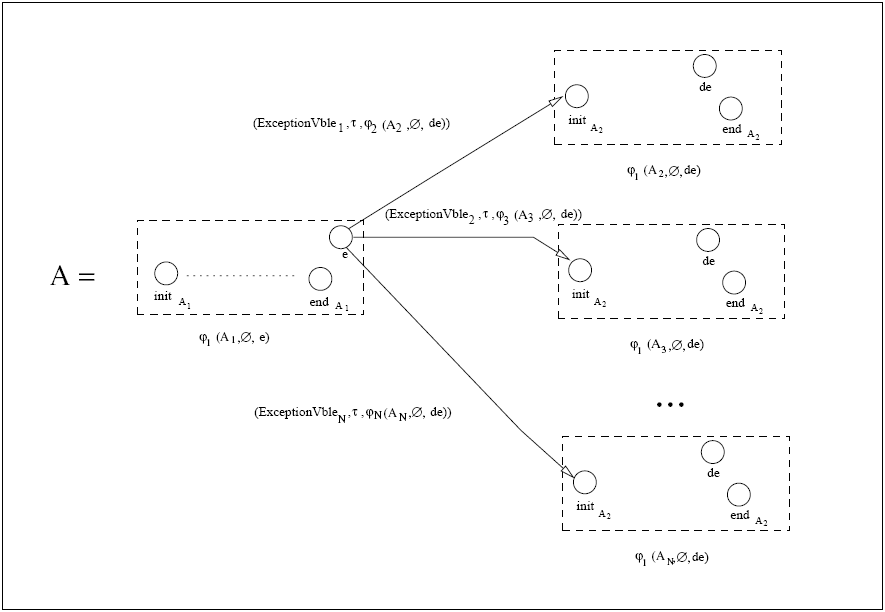 de
init A2
end A2
(ExceptionVble1,τ,φ2 (A2 ,∅, de))
φ1 (A2,∅,de)
(ExceptionVble2,τ,φ3 (A3 ,∅, de))
e
de
A =
init A1
end A1
init A2
end A2
φ1 (A1,∅, e)
φ1 (A3,∅,de)
...
(ExceptionVbleN,τ,φN(AN,∅, de))
de
init A2
end A2
φ1 (AN,∅,de)